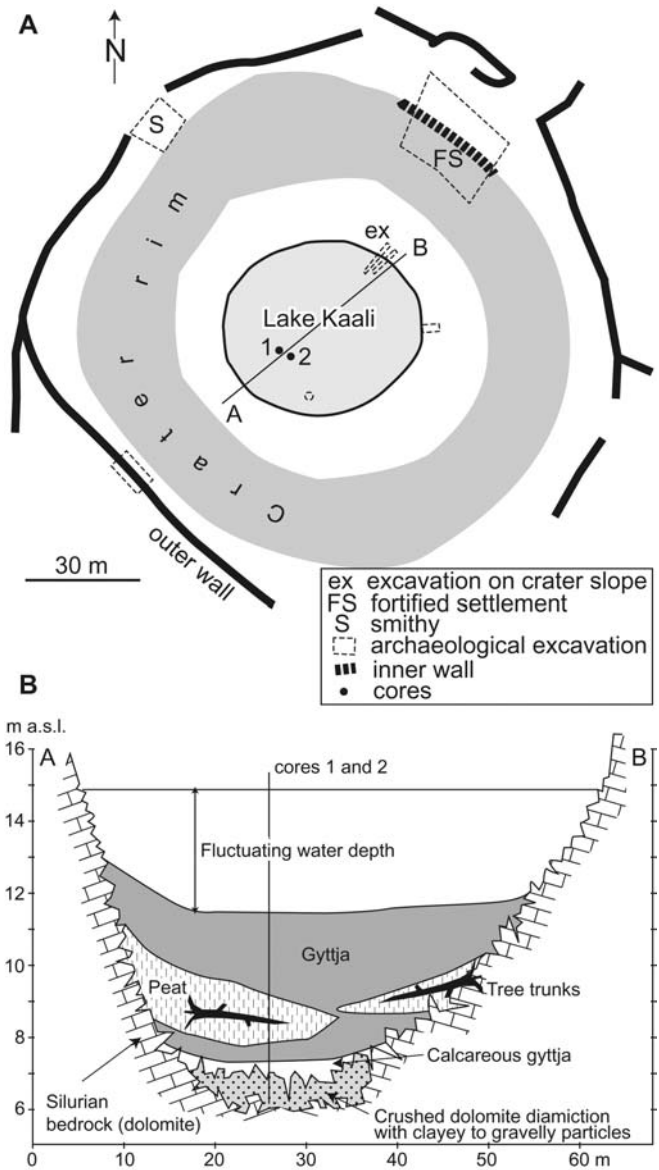 A
N
S
FS
ex
B
Lake Kaali
1
2
A
Crater rim
outer wall
30 m
ex excavation on crater slope
FS fortified settlement
S smithy
archaeological excavation
inner wall
cores
B
m a.s.l.
16
A
B
cores 1 and 2
14
Fluctuating water depth
12
Gyttja
10
Peat
Tree trunks
8
Calcareous gyttja
Silurian
bedrock (dolomite)
6
Crushed dolomite diamiction
with clayey to gravelly particles
0 10 20 30 40 50 60 m